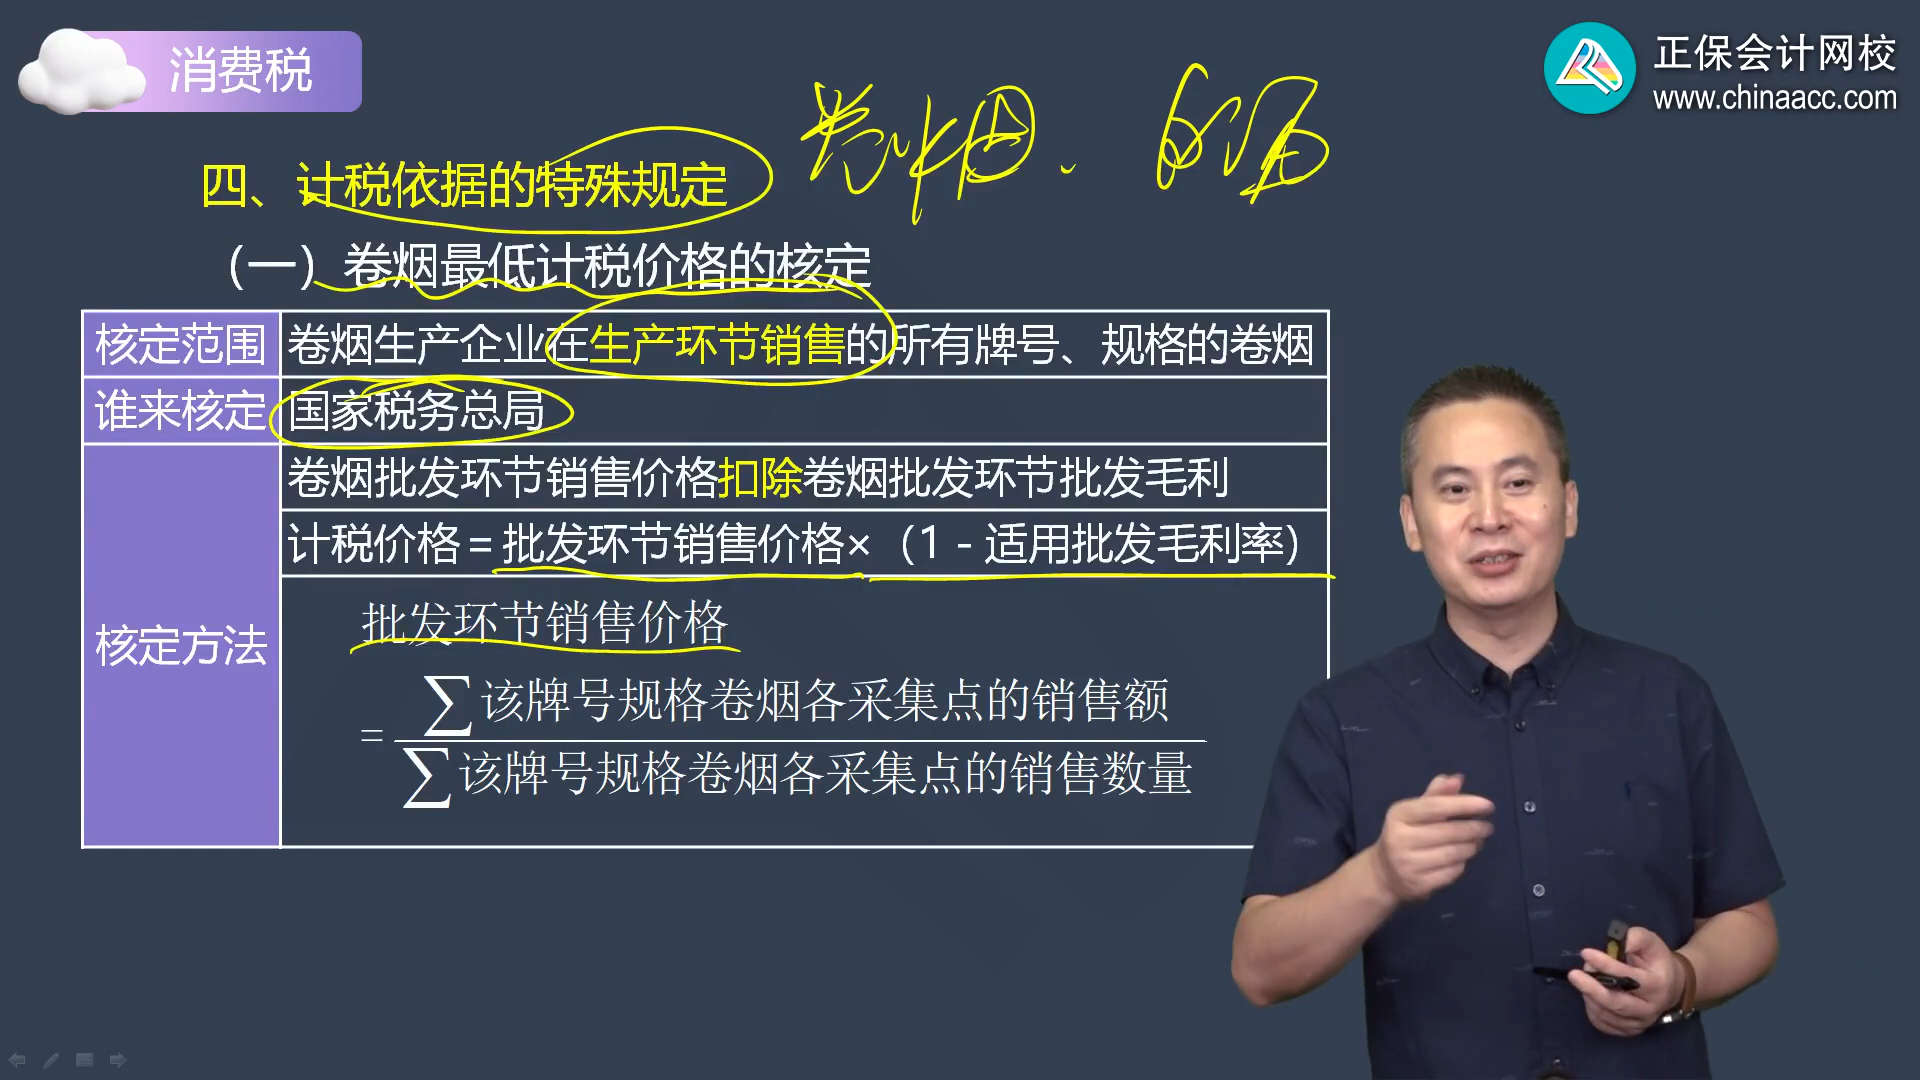 消费税
正保会计网校
www.chinaacc.com
卷烟、白酒
四、计税依据的特殊规定
（一）卷烟最低计税价格的核定
核定范围 卷烟生产企业在生产环节销售的所有牌号、规格的卷烟
谁来核定 国家税务总局
核定方法 卷烟批发环节销售价格扣除卷烟批发环节批发毛利
计税价格＝批发环节销售价格×（1－适用批发毛利率）
批发环节销售价格
＝∑该牌号规格卷烟各采集点的销售额
∑该牌号规格卷烟各采集点的销售数量